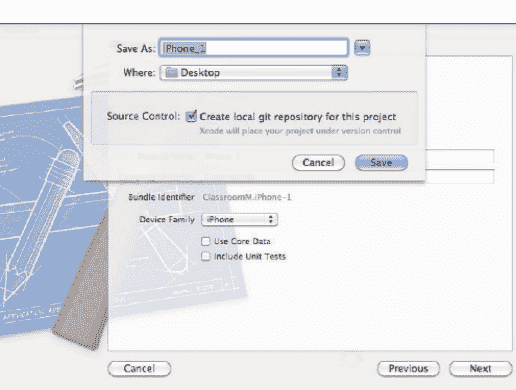 Save As: iPhone_1
Where: Desktop
Source Control: Create local git repository for this project
Xcode will place your project under version control
Cancel Save
Bundle Identifier ClassroomM.iPhone-1
Device Family iPhone
Use Core Data
Include Unit Tests
Cancel Previous Next